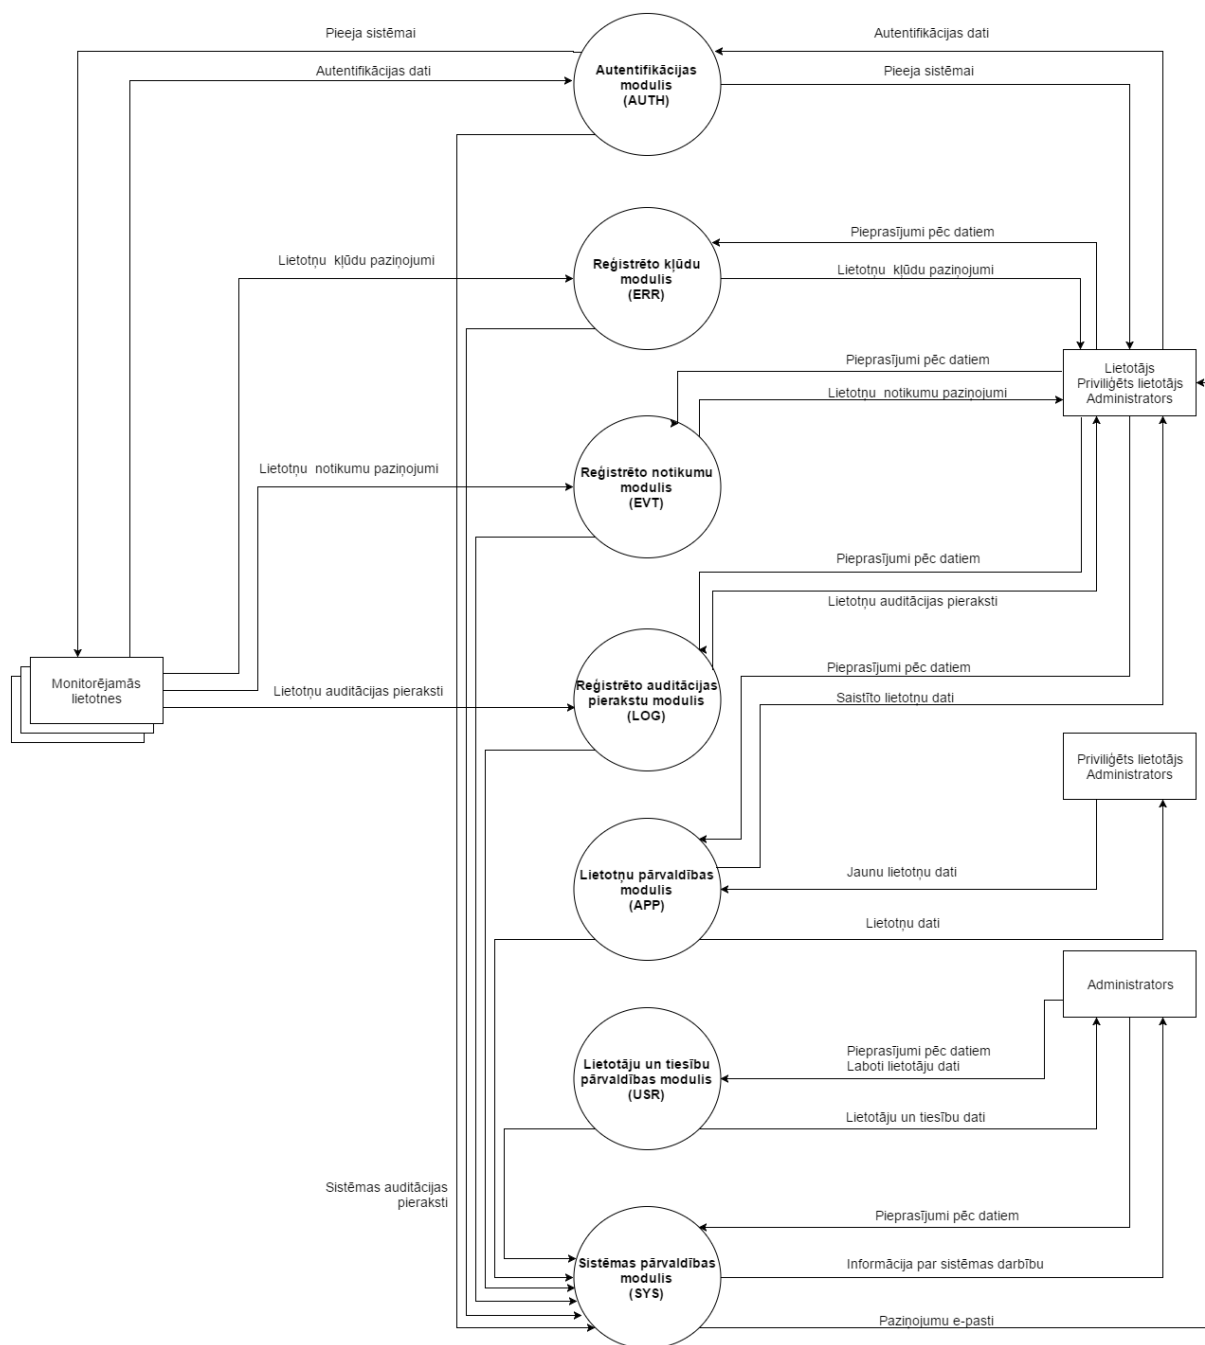 Pieeja sistēmai
Autentifikācijas dati
Autentifikācijas dati
Pieeja sistēmai
Autentifikācijas
modulis
(AUTH)
Pieprasījumi pēc datiem
Lietotņu kļūdu paziņojumi
Lietotņu kļūdu paziņojumi
Reģistrēto kļūdu
modulis
(ERR)
Pieprasījumi pēc datiem
Lietotņu notikumu paziņojumi
Lietotājs
Priviliģēts lietotājs
Administrators
Lietotņu notikumu paziņojumi
Reģistrēto notikumu
modulis
(EVT)
Pieprasījumi pēc datiem
Lietotņu auditācijas pieraksti
Monitorējamās
lietotnes
Lietotņu auditācijas pieraksti
Reģistrēto auditācijas
pierakstu modulis
(LOG)
Pieprasījumi pēc datiem
Saistīto lietotņu dati
Priviliģēts lietotājs
Administrators
Lietotņu pārvaldības
modulis
(APP)
Jaunu lietotņu dati
Lietotņu dati
Administrators
Lietotāju un tiesību
pārvaldības modulis
(USR)
Pieprasījumi pēc datiem
Laboti lietotāju dati
Lietotāju un tiesību dati
Sistēmas auditācijas
pieraksti
Pieprasījumi pēc datiem
Sistēmas pārvaldības
modulis
(SYS)
Informācija par sistēmas darbību
Paziņojumu e-pasti